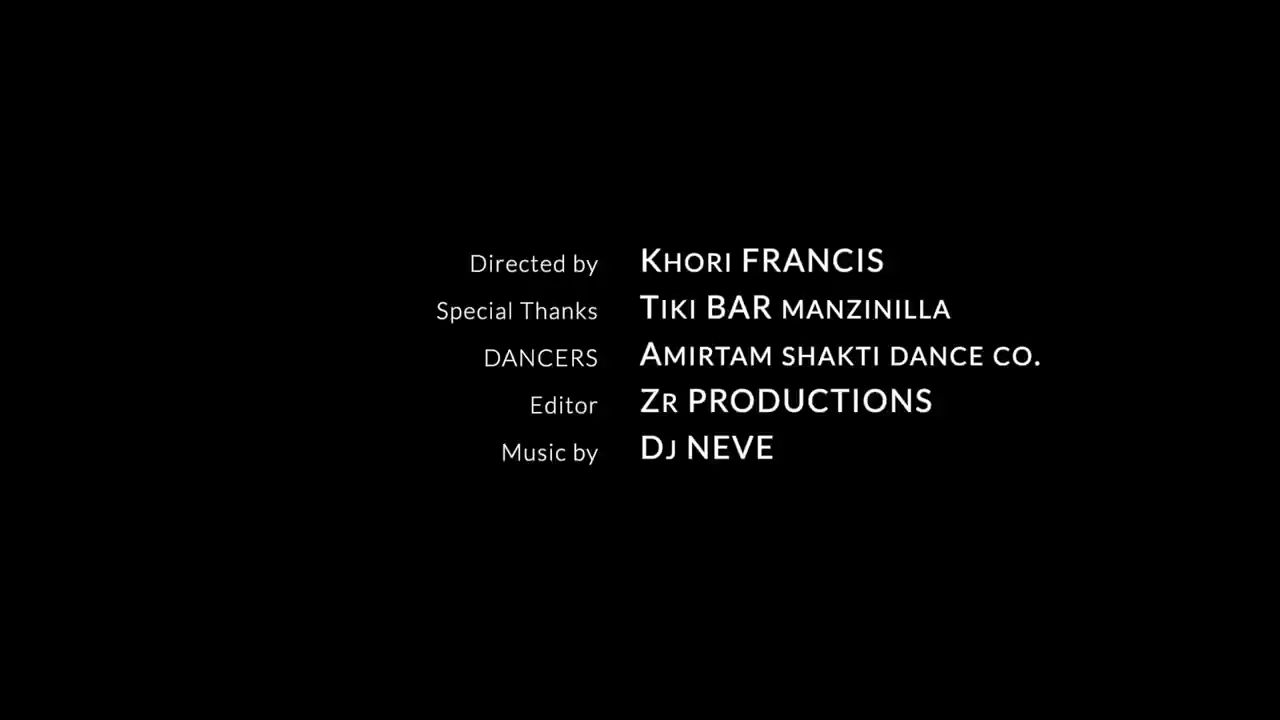 Directed by Khori FRANCIS
Special Thanks Tiki BAR manzinilla
DANCERS Amirtam shakti dance co.
Editor Zr PRODUCTIONS
Music by Dj NEVE